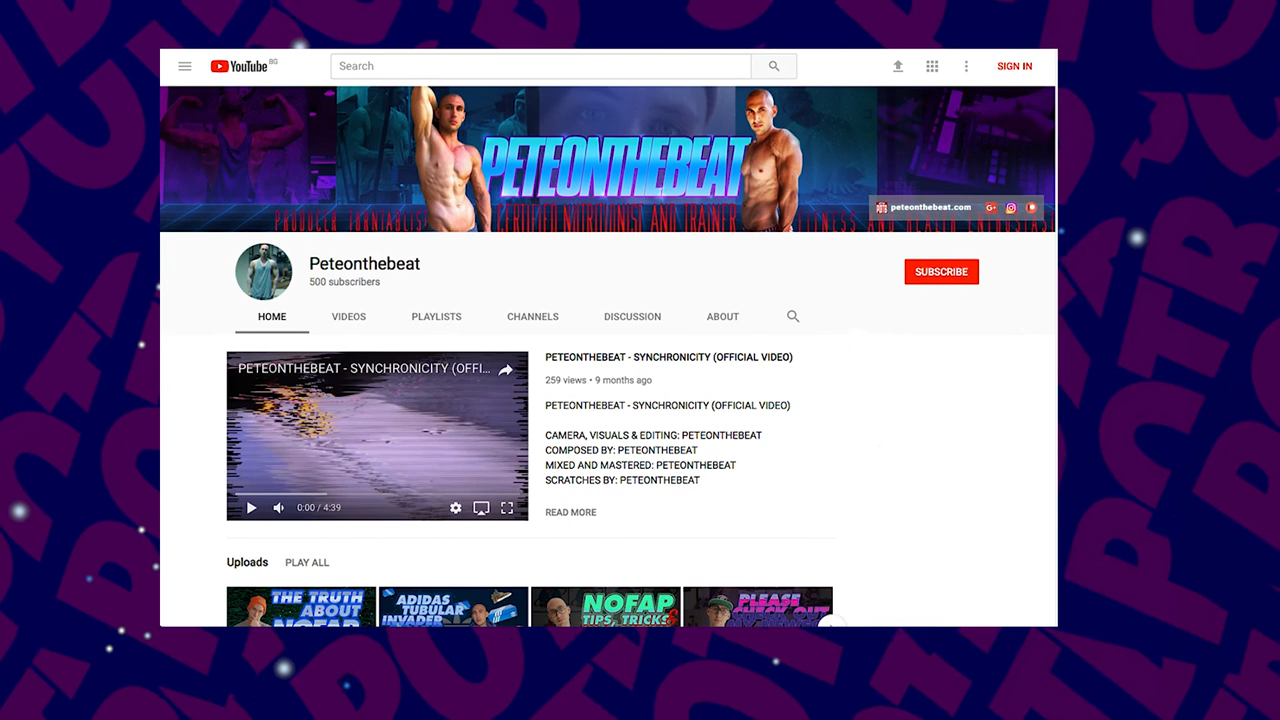 YouTube BG
Search
SIGN IN
PETEONTHEBEAT
peteonthebeat.com
PRODUCER TURNTABLIST CERTIFIED NUTRITIONIST AND TRAINER FITNESS AND HEALTH ENTHUSIAST
Peteonthebeat
500 subscribers
SUBSCRIBE
HOME VIDEOS PLAYLISTS CHANNELS DISCUSSION ABOUT
PETEONTHEBEAT - SYNCHRONICITY (OFFI...
0:00 / 4:39
PETEONTHEBEAT - SYNCHRONICITY (OFFICIAL VIDEO)
259 views • 9 months ago
PETEONTHEBEAT - SYNCHRONICITY (OFFICIAL VIDEO)
CAMERA, VISUALS & EDITING: PETEONTHEBEAT
COMPOSED BY: PETEONTHEBEAT
MIXED AND MASTERED: PETEONTHEBEAT
SCRATCHES BY: PETEONTHEBEAT
READ MORE
Uploads PLAY ALL
THE TRUTH
ABOUT
NOFAP
ADIDAS
TUBULAR
INVADER
NOFAP
TIPS, TRICKS
PLEASE
CHECK OUT